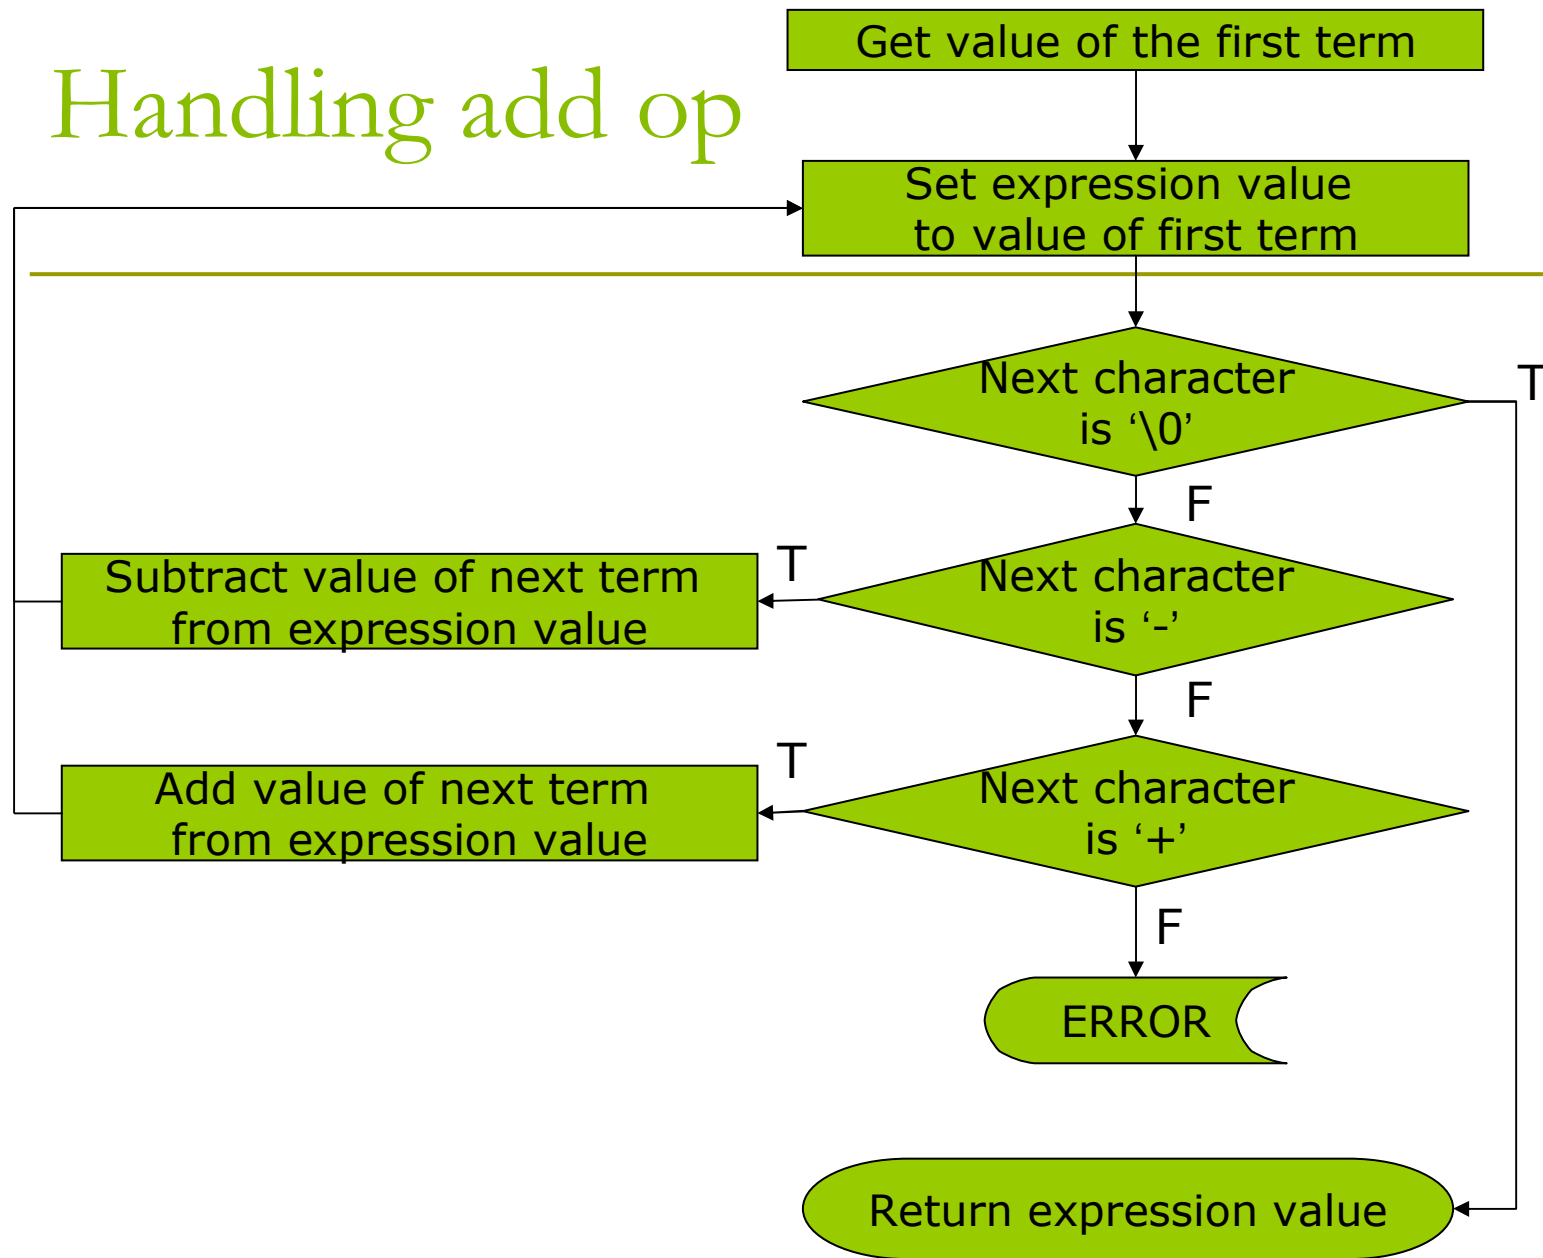 Handling add op
Get value of the first term
Set expression value
to value of first term
Next character
is ‘\0’
T
F
Next character
is ‘-’
T
Subtract value of next term
from expression value
F
Next character
is ‘+’
T
Add value of next term
from expression value
F
ERROR
Return expression value